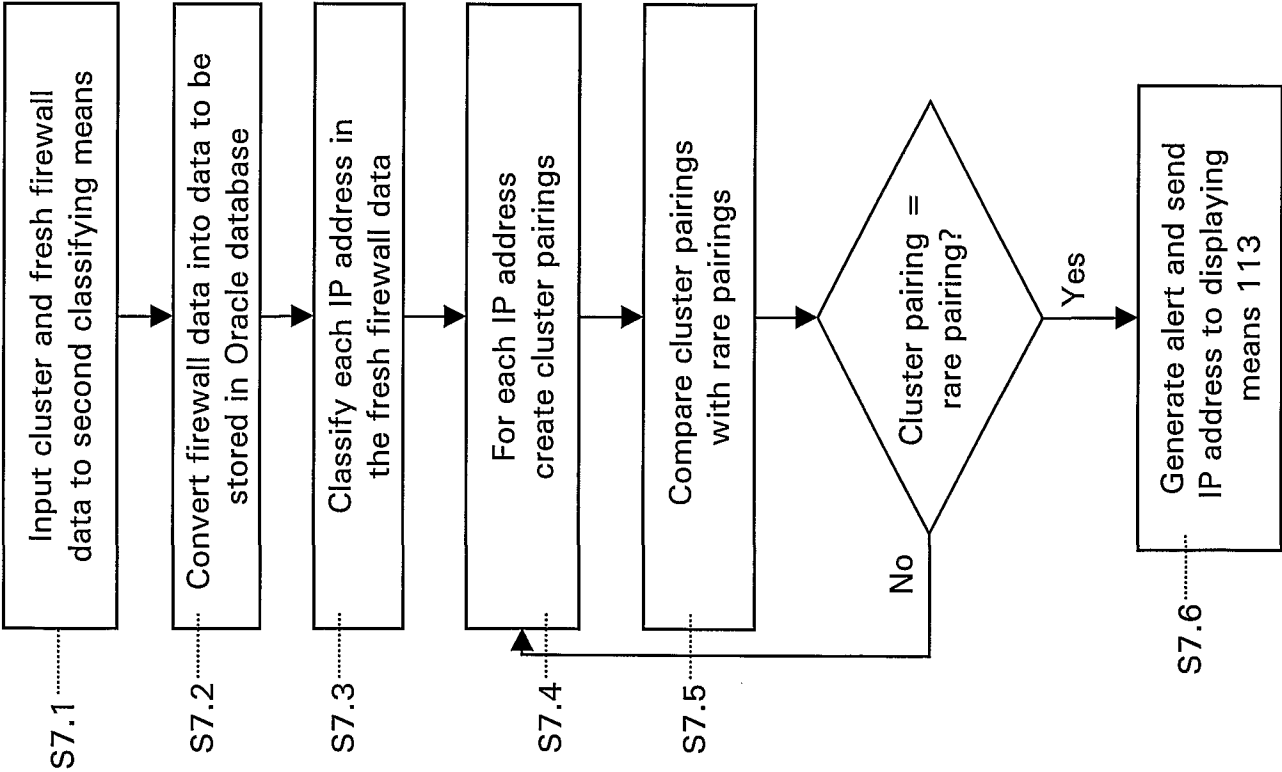 S7.1
Input cluster and fresh firewall
data to second classifying means
S7.2
Convert firewall data into data to be
stored in Oracle database
S7.3
Classify each IP address in
the fresh firewall data
S7.4
For each IP address
create cluster pairings
S7.5
Compare cluster pairings
with rare pairings
Cluster pairing =
rare pairing?
No
Yes
S7.6
Generate alert and send
IP address to displaying
means 113